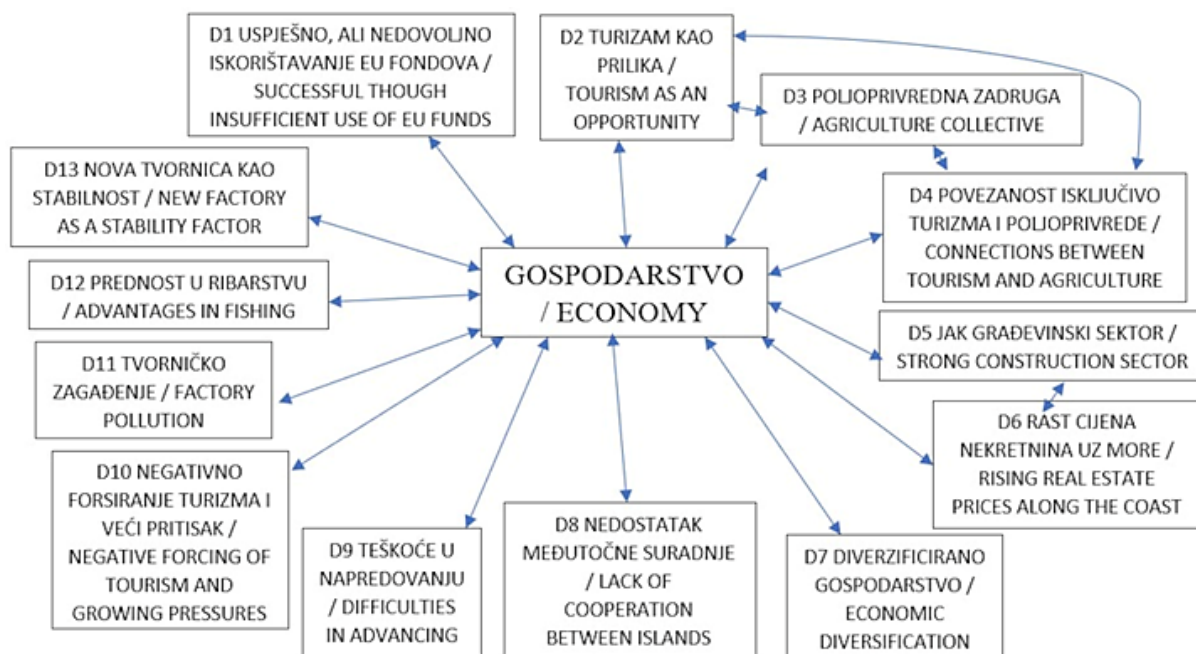 D1 USPJEŠNO, ALI NEDOVOLJNO
ISKORIŠTAVANJE EU FONDOVA /
SUCCESSFUL THOUGH
INSUFFICIENT USE OF EU FUNDS
D2 TURIZAM KAO
PRILIKA /
TOURISM AS AN
OPPORTUNITY
D3 POLJOPRIVREDNA ZADRUGA
/ AGRICULTURE COLLECTIVE
D13 NOVA TVORNICA KAO
STABILNOST / NEW FACTORY
AS A STABILITY FACTOR
D4 POVEZANOST ISKLJUČIVO
TURIZMA I POLJOPRIVREDE /
CONNECTIONS BETWEEN
TOURISM AND AGRICULTURE
GOSPODARSTVO
/ ECONOMY
D12 PREDNOST U RIBARSTVU
/ ADVANTAGES IN FISHING
D5 JAK GRAĐEVINSKI SEKTOR /
STRONG CONSTRUCTION SECTOR
D11 TVORNIČKO
ZAGAĐENJE / FACTORY
POLLUTION
D6 RAST CIJENA
NEKRETNINA UZ MORE /
RISING REAL ESTATE
PRICES ALONG THE COAST
D10 NEGATIVNO
FORSIRANJE TURIZMA I
VEĆI PRITISAK /
NEGATIVE FORCING OF
TOURISM AND
GROWING PRESSURES
D9 TEŠKOĆE U
NAPREDOVANJU
/ DIFFICULTIES
IN ADVANCING
D8 NEDOSTATAK
MEĐUTOČNE SURADNJE
/ LACK OF
COOPERATION
BETWEEN ISLANDS
D7 DIVERZIFICIRANO
GOSPODARSTVO /
ECONOMIC
DIVERSIFICATION